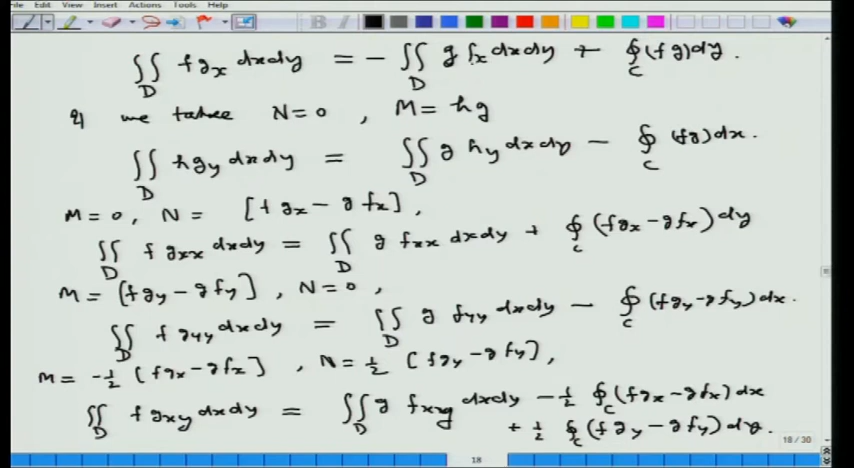 File Edit View Insert Actions Tools Help
∬_D f g_x dxdy = - ∬_D g f_x dxdy + ∮_C (fg) dy.
If we take N=0, M= hg
∬_D h g_y dxdy = ∬_D g h_y dxdy - ∮_C (fg) dx.
M=0, N= [f g_x - g f_x],
∬_D f g_xx dxdy = ∬_D g f_xx dxdy + ∮_C (f g_x - g f_x) dy
M= [f g_y - g f_y], N=0,
∬_D f g_yy dxdy = ∬_D g f_yy dxdy - ∮_C (f g_y - g f_y) dx.
M= -1/2 [f g_x - g f_x], N= 1/2 [f g_y - g f_y],
∬_D f g_xy dxdy = ∬_D g f_xy dxdy - 1/2 ∮_C (f g_x - g f_x) dx
+ 1/2 ∮_C (f g_y - g f_y) dy.
18/30
18